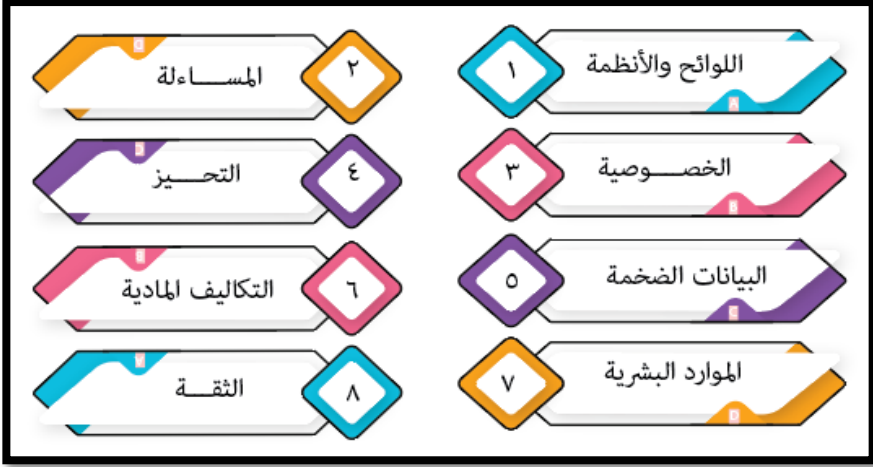 ١ اللوائح والأنظمة
٢ المســـاءلة
٣ الخصـــوصية
٤ التحـــيز
٥ البيانات الضخمة
٦ التكاليف المادية
٧ الموارد البشرية
٨ الثقـــة